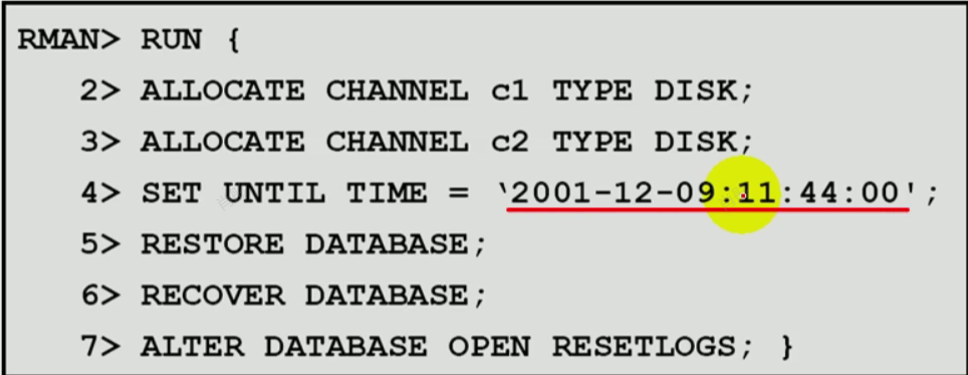 RMAN> RUN {
2> ALLOCATE CHANNEL c1 TYPE DISK;
3> ALLOCATE CHANNEL c2 TYPE DISK;
4> SET UNTIL TIME = ‵2001-12-09:11:44:00';
5> RESTORE DATABASE;
6> RECOVER DATABASE;
7> ALTER DATABASE OPEN RESETLOGS; }